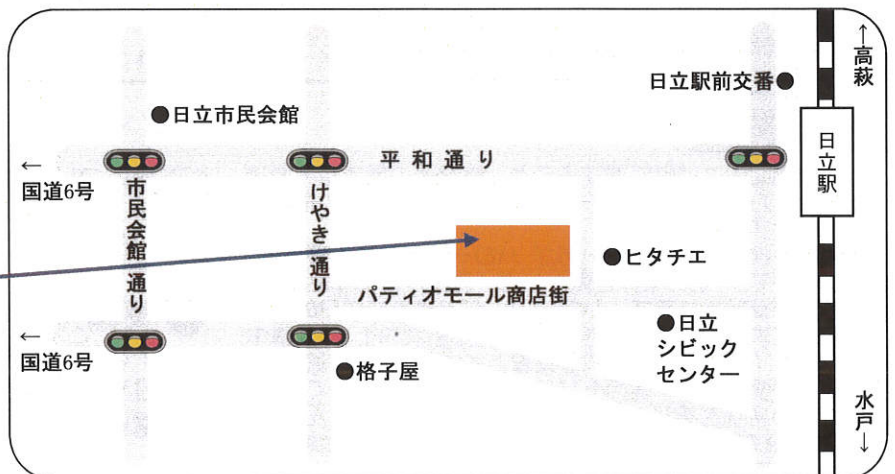 ↑高萩
日立駅前交番
日立市民会館
日立駅
平和通り
←
国道6号
市民会館通り
けやき通り
ヒタチエ
パティオモール商店街
日立
シビック
センター
←
国道6号
格子屋
水戸↓